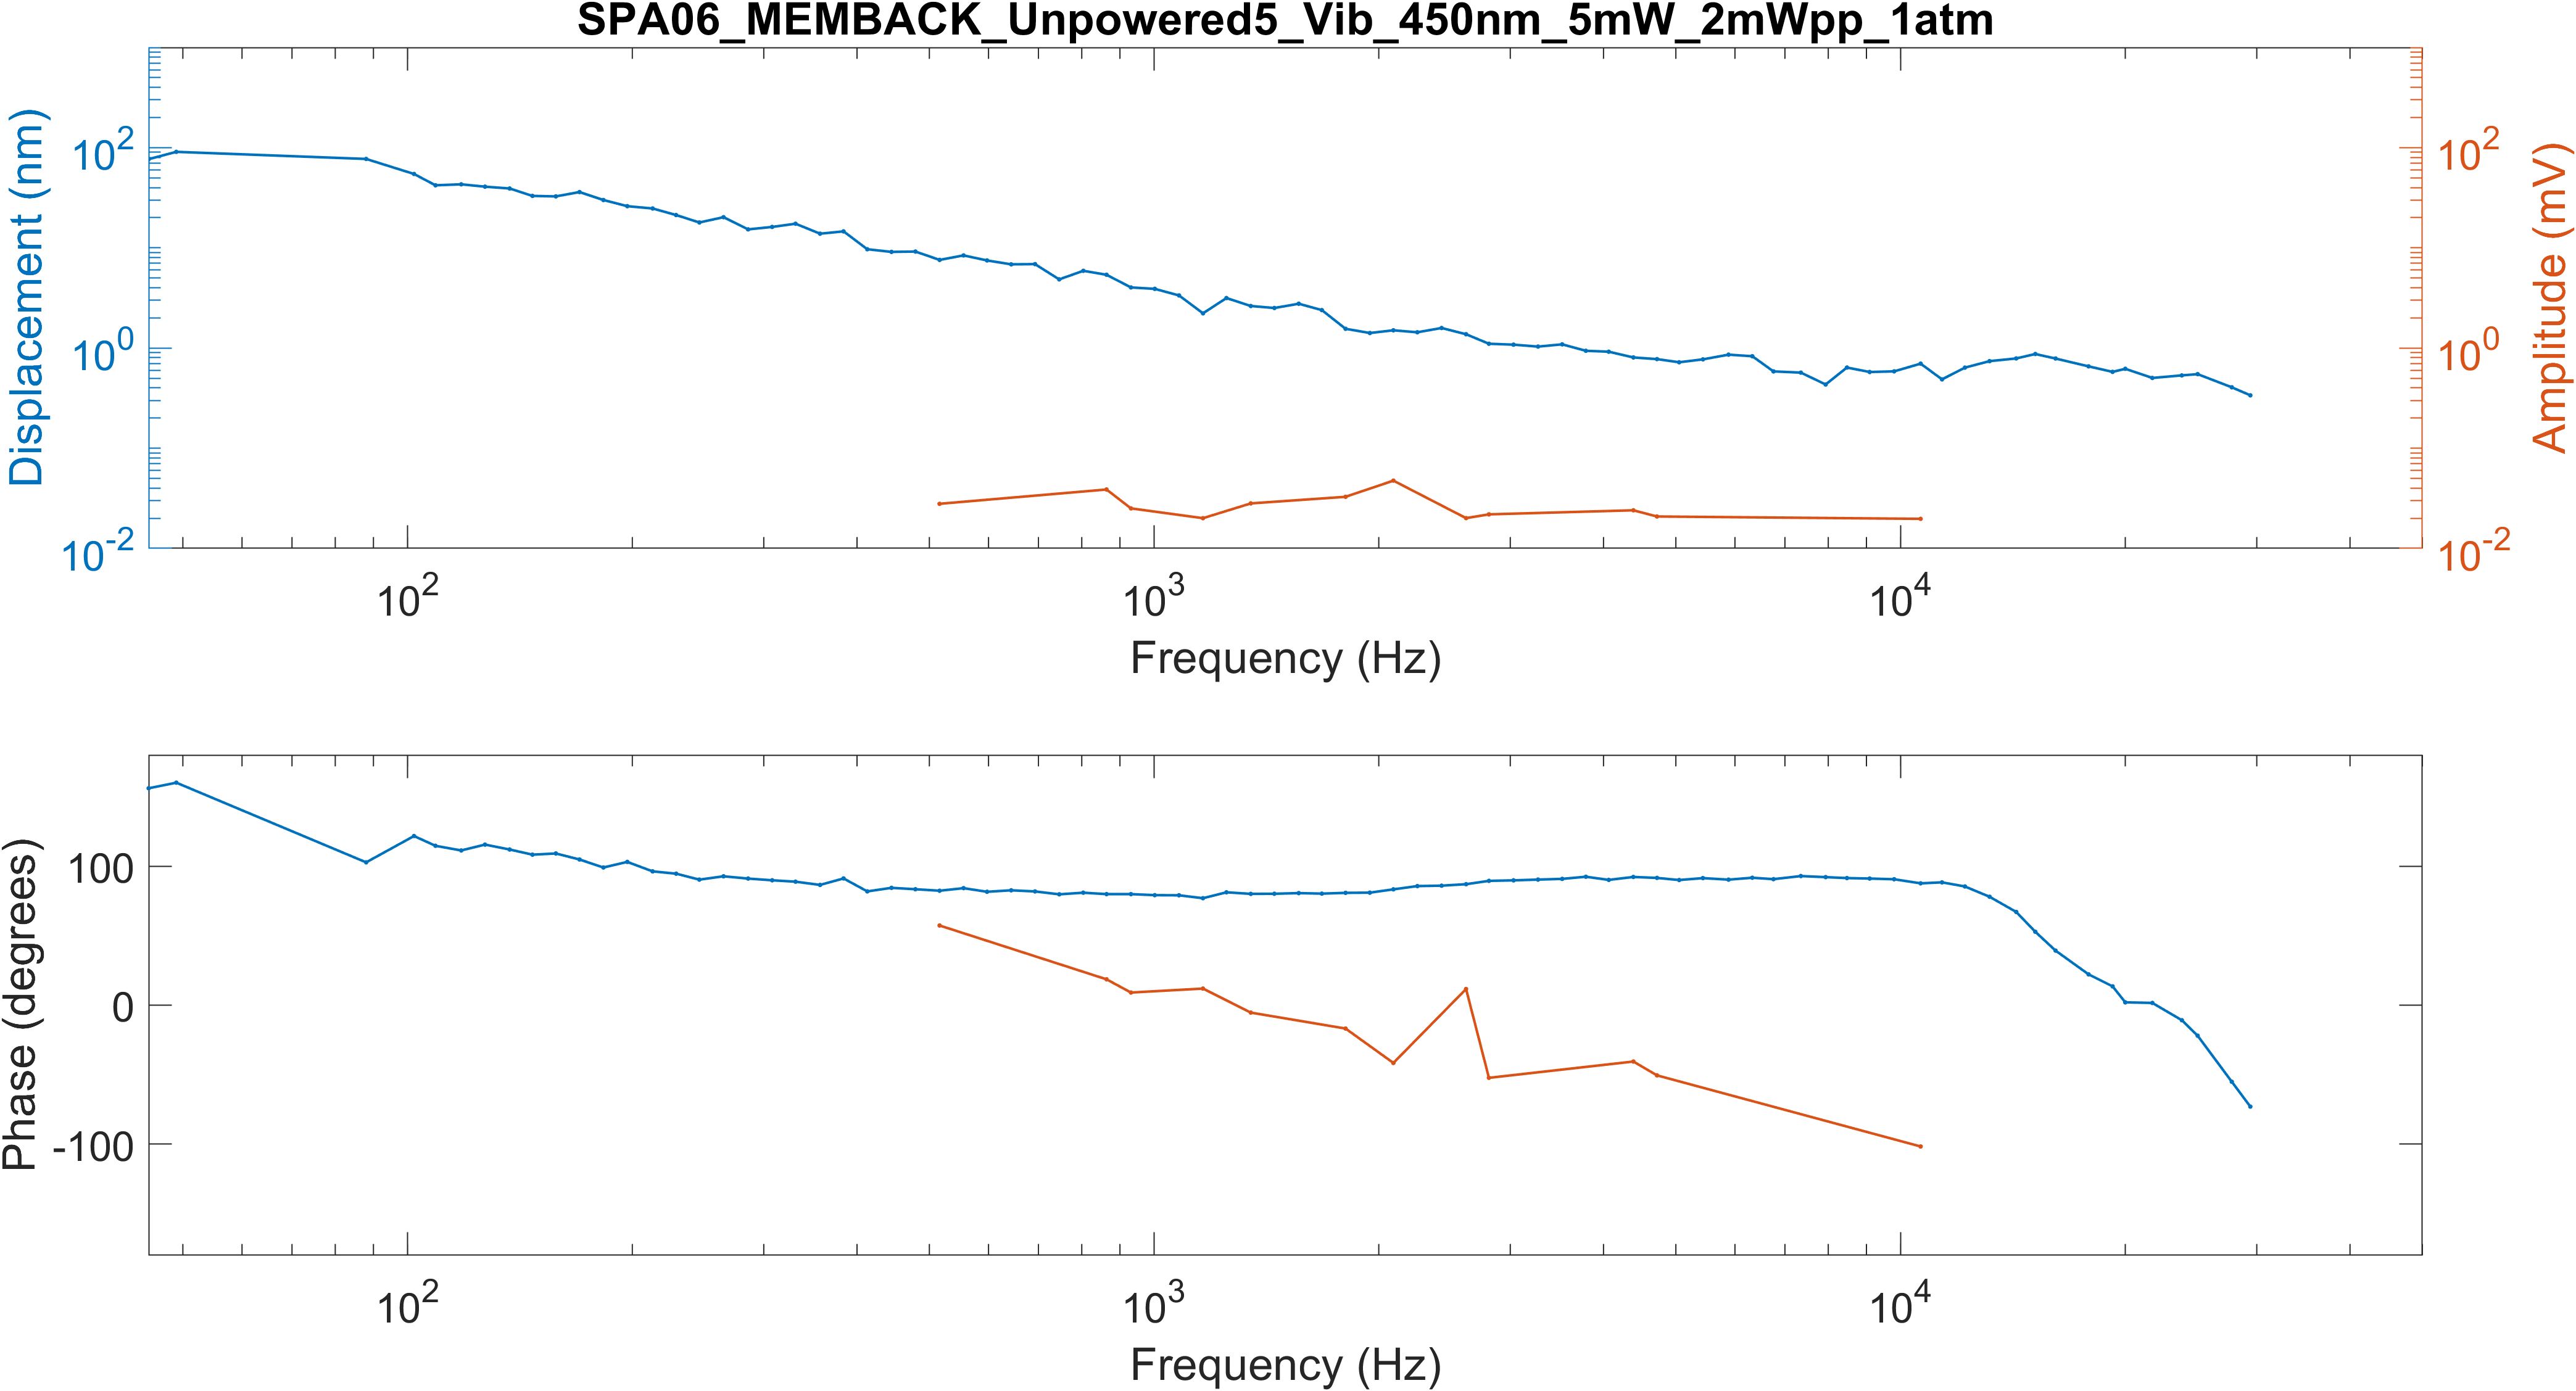 SPA06_MEMBACK_Unpowered5_Vib_450nm_5mW_2mWpp_1atm
Displacement (nm)
10^2
10^0
10^-2
Amplitude (mV)
10^2
10^0
10^-2
10^2
10^3
10^4
Frequency (Hz)
Phase (degrees)
100
0
-100
10^2
10^3
10^4
Frequency (Hz)